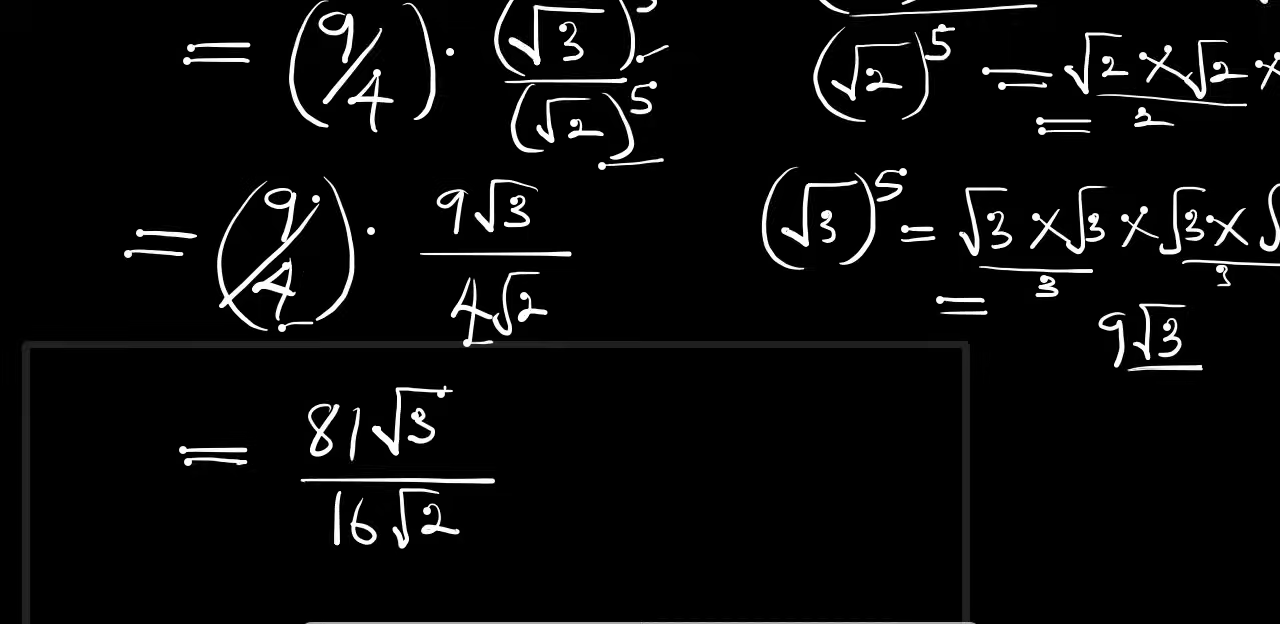 = (9/4) · (√3)^5 / (√2)^5
= (9/4) · 9√3 / 4√2
= 81√3 / 16√2
(√2)^5 = √2 × √2 ×
2
=
(√3)^5 = √3 × √3 × √3 ×
3 3
= 9√3